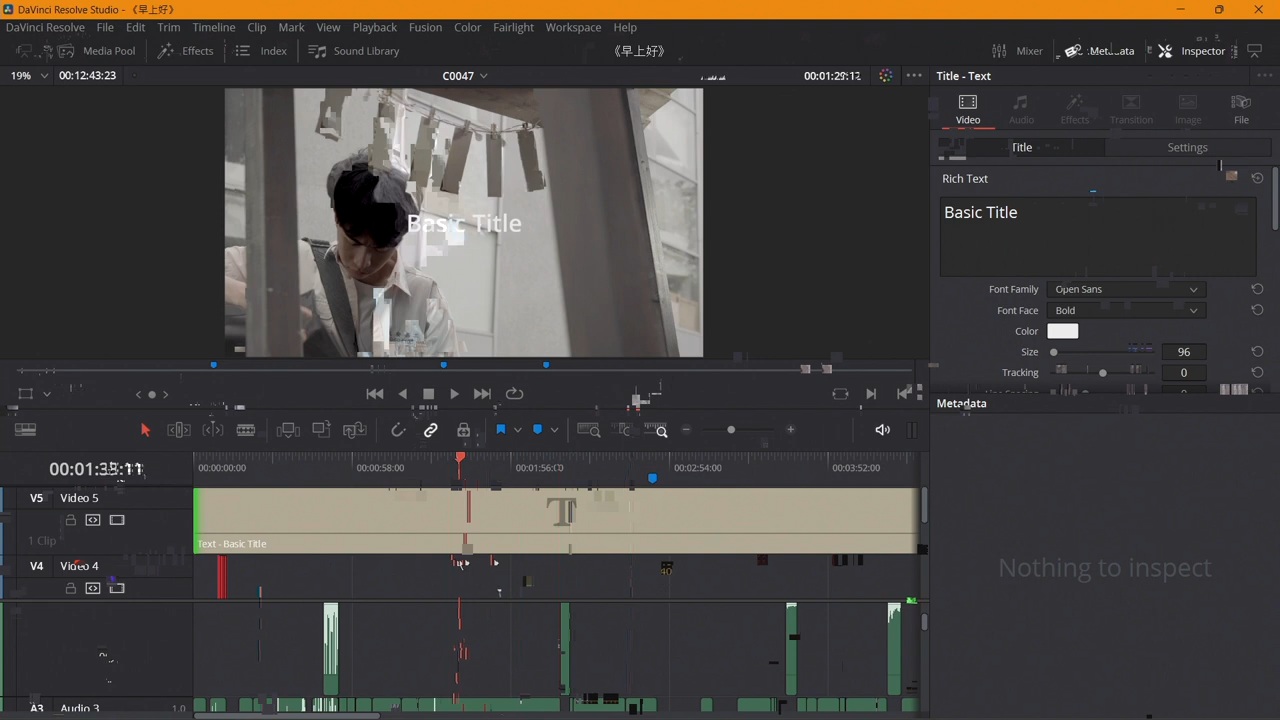 DaVinci Resolve Studio - 《早上好》
DaVinci Resolve File Edit Trim Timeline Clip Mark View Playback Fusion Color Fairlight Workspace Help
Media Pool Effects Index Sound Library 《早上好》 Mixer Metadata Inspector
19% 00:12:43:23 C0047 Title - Text
Video Audio Effects Transition Image File
Title Settings
Rich Text
Basic Title
Basic Title
Font Family Open Sans
Font Face Bold
Color
Size 96
Tracking 0
Metadata
00:00:00:00 00:00:58:00 00:02:54:00 00:03:52:00
V5 Video 5
1 Clip
Text - Basic Title
V4 Video 4
Nothing to inspect
A3 Audio 3 1.0